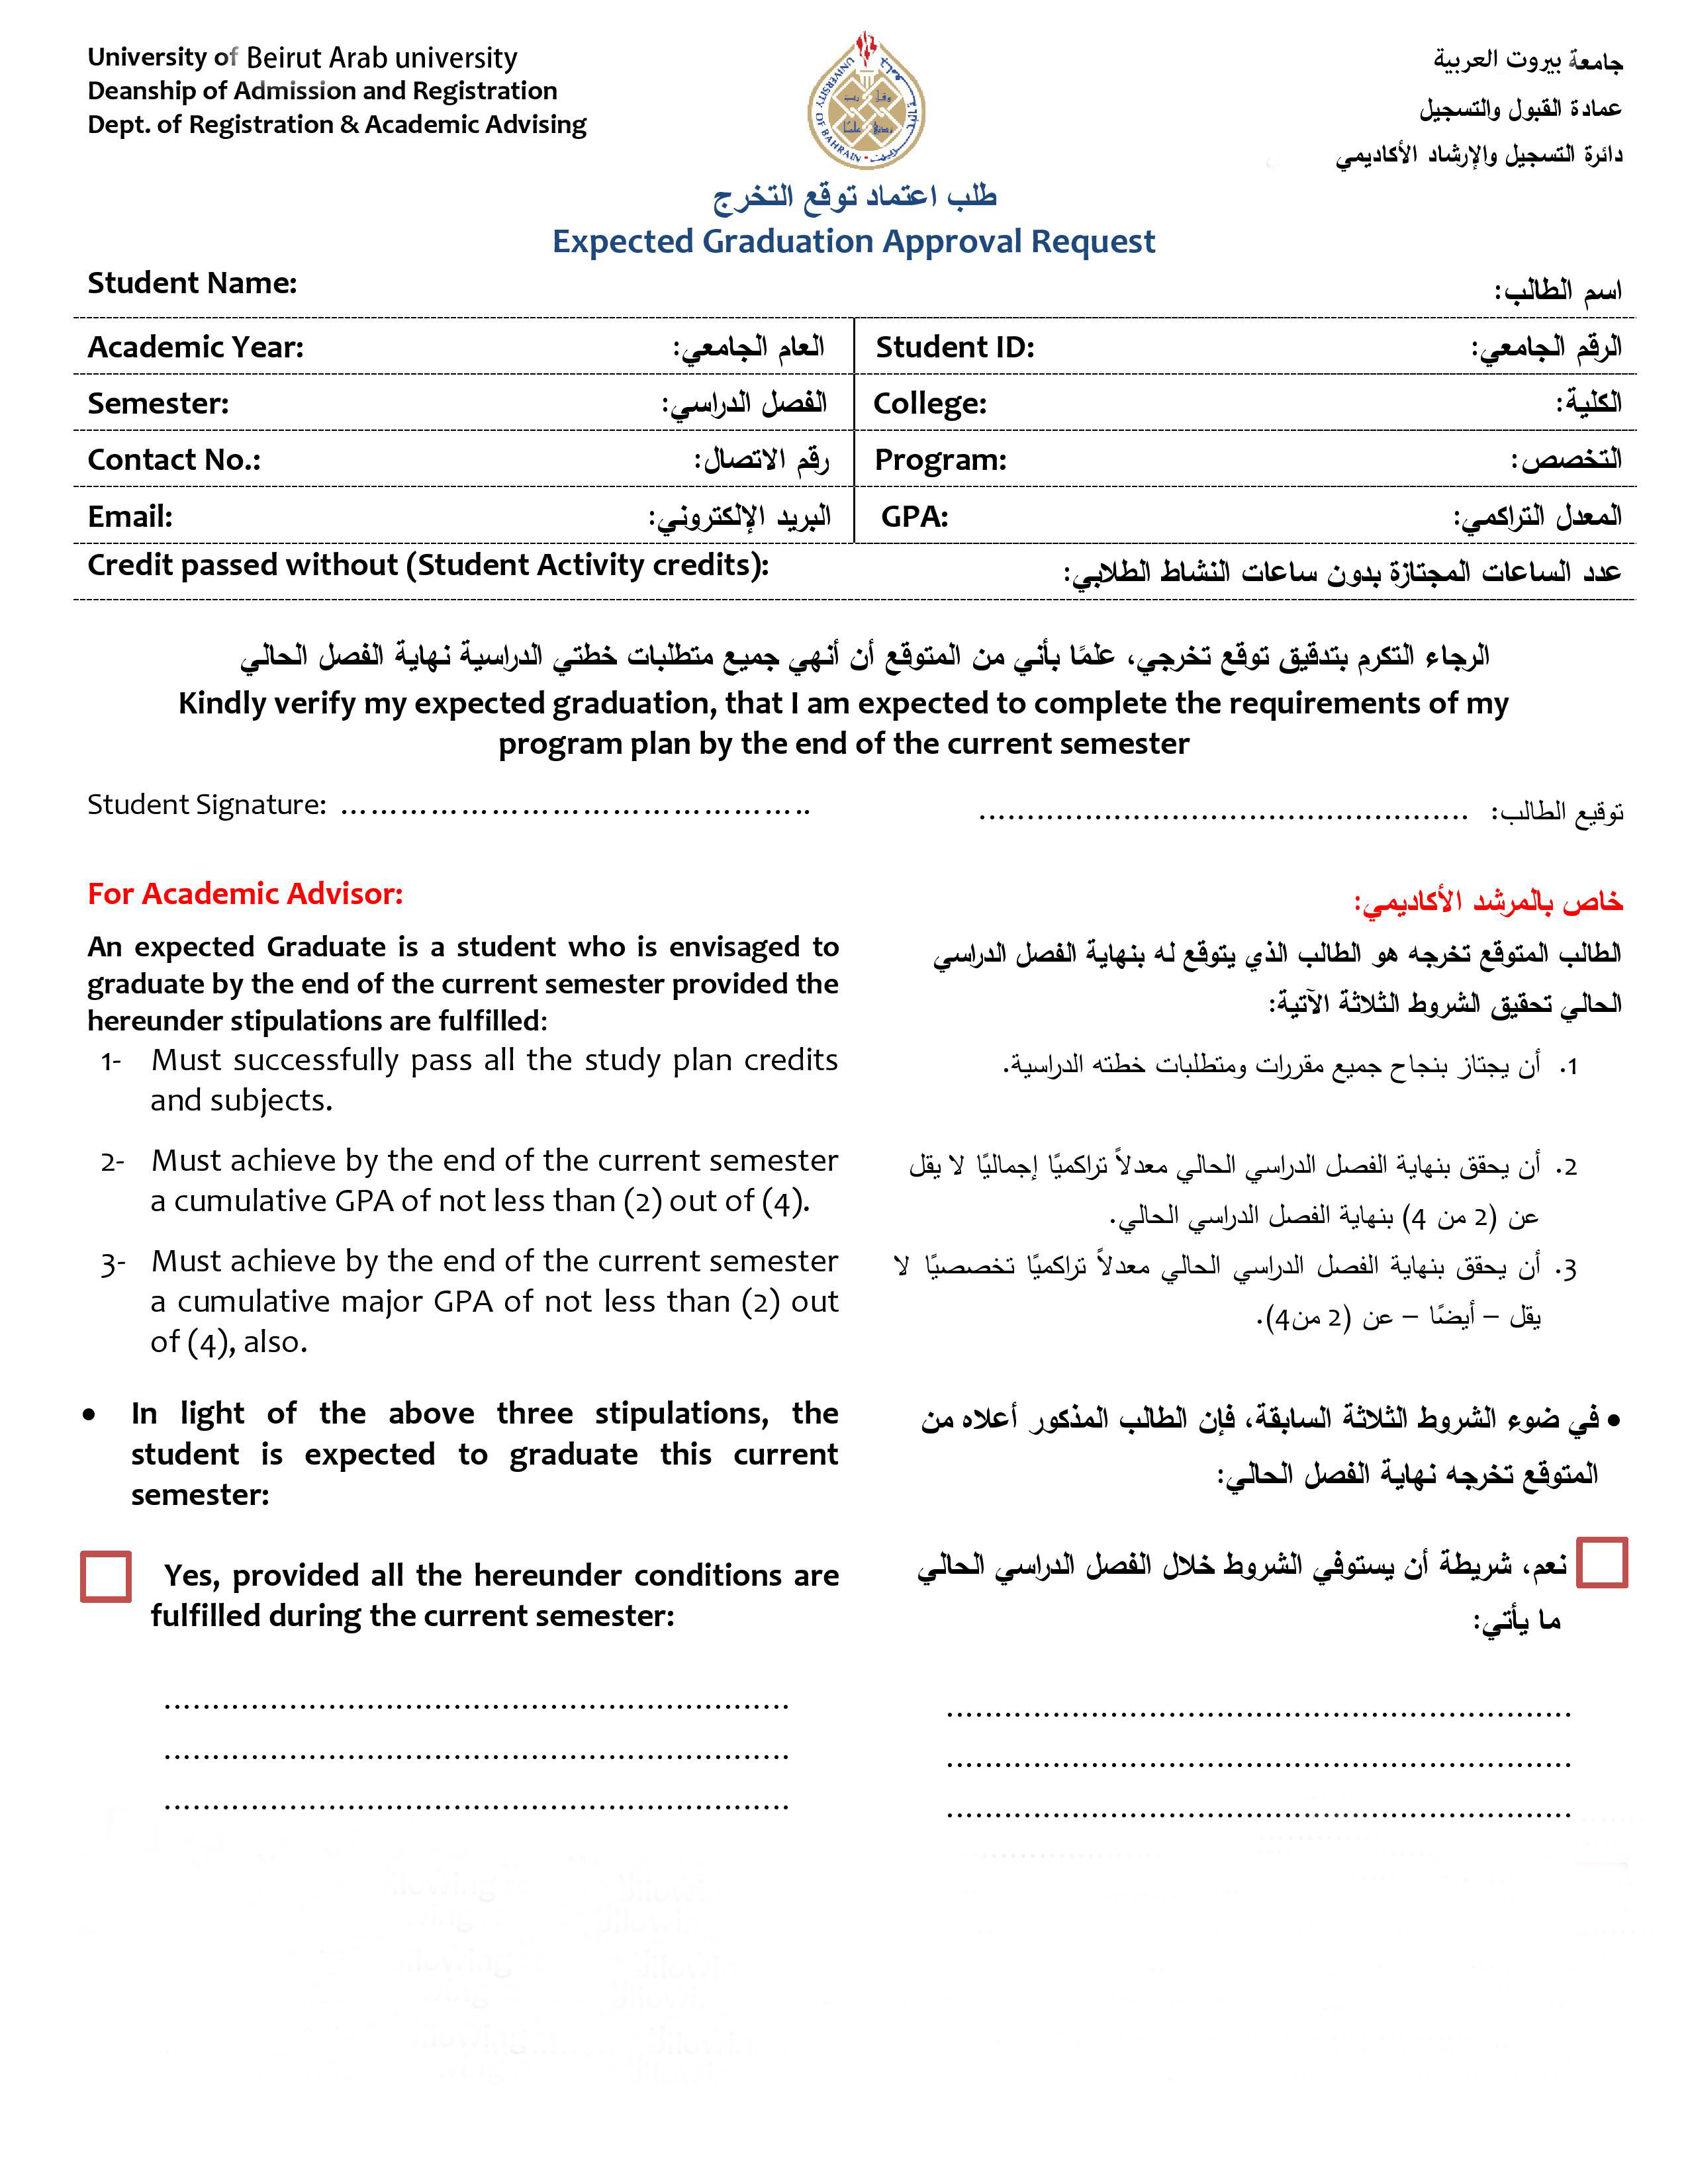 University of Beirut Arab university
Deanship of Admission and Registration
Dept. of Registration & Academic Advising
جامعة بيروت العربية
عمادة القبول والتسجيل
دائرة التسجيل والإرشاد الأكاديمي
UNIVERSITY OF BAHRAIN
طلب اعتماد توقع التخرج
Expected Graduation Approval Request
Student Name: اسم الطالب:
Academic Year: العام الجامعي: Student ID: الرقم الجامعي:
Semester: الفصل الدراسي: College: الكلية:
Contact No.: رقم الاتصال: Program: التخصص:
Email: البريد الإلكتروني: GPA: المعدل التراكمي:
Credit passed without (Student Activity credits): عدد الساعات المجتازة بدون ساعات النشاط الطلابي:
الرجاء التكرم بتدقيق توقع تخرجي، علمًا بأنني من المتوقع أن أنهي جميع متطلبات خطتي الدراسية نهاية الفصل الحالي
Kindly verify my expected graduation, that I am expected to complete the requirements of my
program plan by the end of the current semester
Student Signature: ……………………………………….. توقيع الطالب: ..................................................
For Academic Advisor:
An expected Graduate is a student who is envisaged to
graduate by the end of the current semester provided the
hereunder stipulations are fulfilled:
1- Must successfully pass all the study plan credits
and subjects.
2- Must achieve by the end of the current semester
a cumulative GPA of not less than (2) out of (4).
3- Must achieve by the end of the current semester
a cumulative major GPA of not less than (2) out
of (4), also.
• In light of the above three stipulations, the
student is expected to graduate this current
semester:
Yes, provided all the hereunder conditions are
fulfilled during the current semester:
................................................................
................................................................
................................................................
خاص بالمرشد الأكاديمي:
الطالب المتوقع تخرجه هو الطالب الذي يتوقع له بنهاية الفصل الدراسي
الحالي تحقيق الشروط الثلاثة الآتية:
1. أن يجتاز بنجاح جميع مقررات ومتطلبات خطته الدراسية.
2. أن يحقق بنهاية الفصل الدراسي الحالي معدلاً تراكميًا إجماليًا لا يقل
عن (2 من 4) بنهاية الفصل الدراسي الحالي.
3. أن يحقق بنهاية الفصل الدراسي الحالي معدلاً تراكميًا تخصصيًا لا
يقل – أيضًا – عن (2 من4).
• في ضوء الشروط الثلاثة السابقة، فإن الطالب المذكور أعلاه من
المتوقع تخرجه نهاية الفصل الحالي:
نعم، شريطة أن يستوفي الشروط خلال الفصل الدراسي الحالي
ما يأتي:
................................................................
................................................................
................................................................